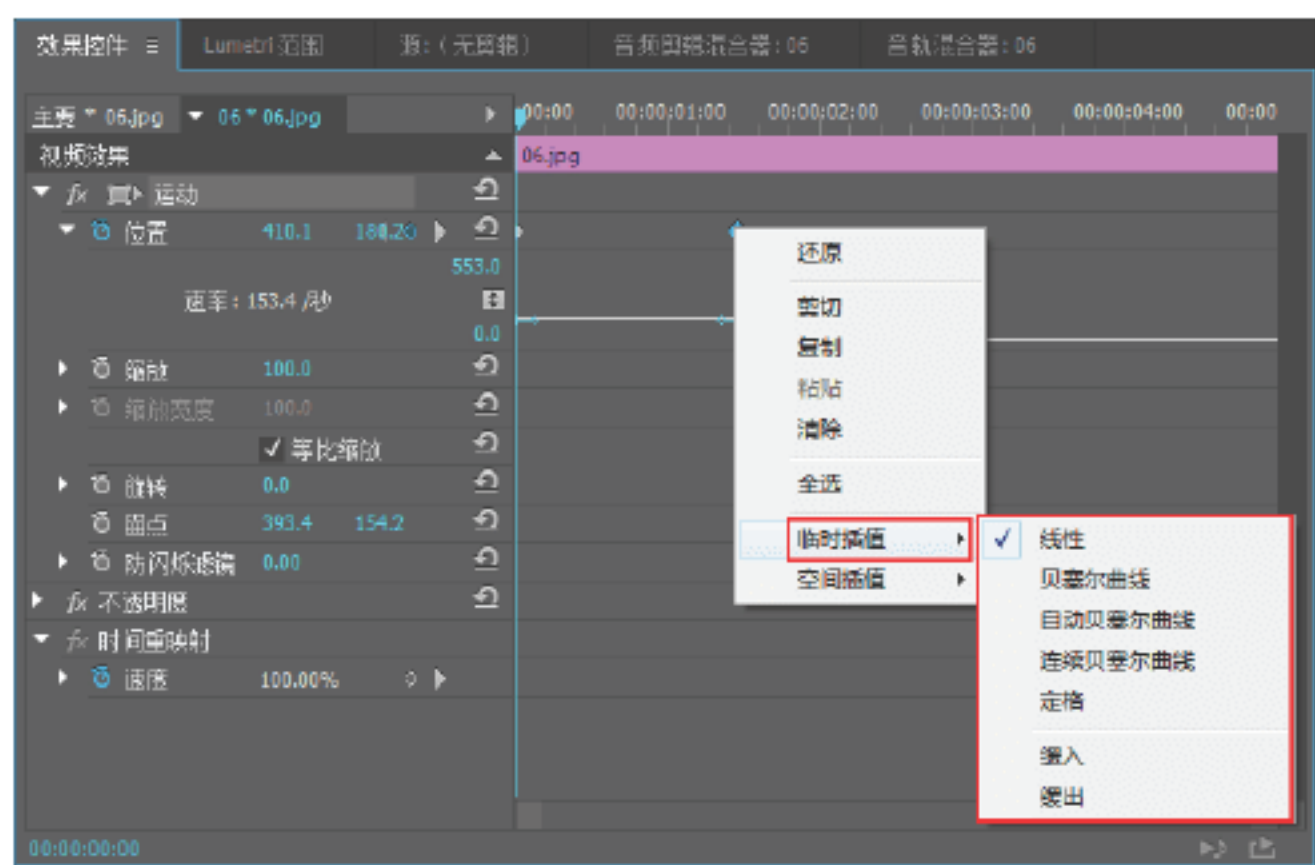 效果控件 ≡ Lumetri 范围 源:（无剪辑） 音频剪辑混合器: 06 音轨混合器: 06
主要 * 06.jpg 06 * 06.jpg 00:00 00:00:01:00 00:00:02:00 00:00:03:00 00:00:04:00 00:00
视频效果 06.jpg
fx 运动
位置 410.1
553.0
速率: 153.4 /秒
0.0
缩放 100.0
缩放宽度 100.0
✓ 等比缩放
旋转 0.0
锚点 393.4 154.2
防闪烁滤镜 0.00
fx 不透明度
fx 时间重映射
速度 100.00%
00:00:00:00
还原
剪切
复制
粘贴
清除
全选
临时插值
空间插值
✓ 线性
贝塞尔曲线
自动贝塞尔曲线
连续贝塞尔曲线
定格
缓入
缓出